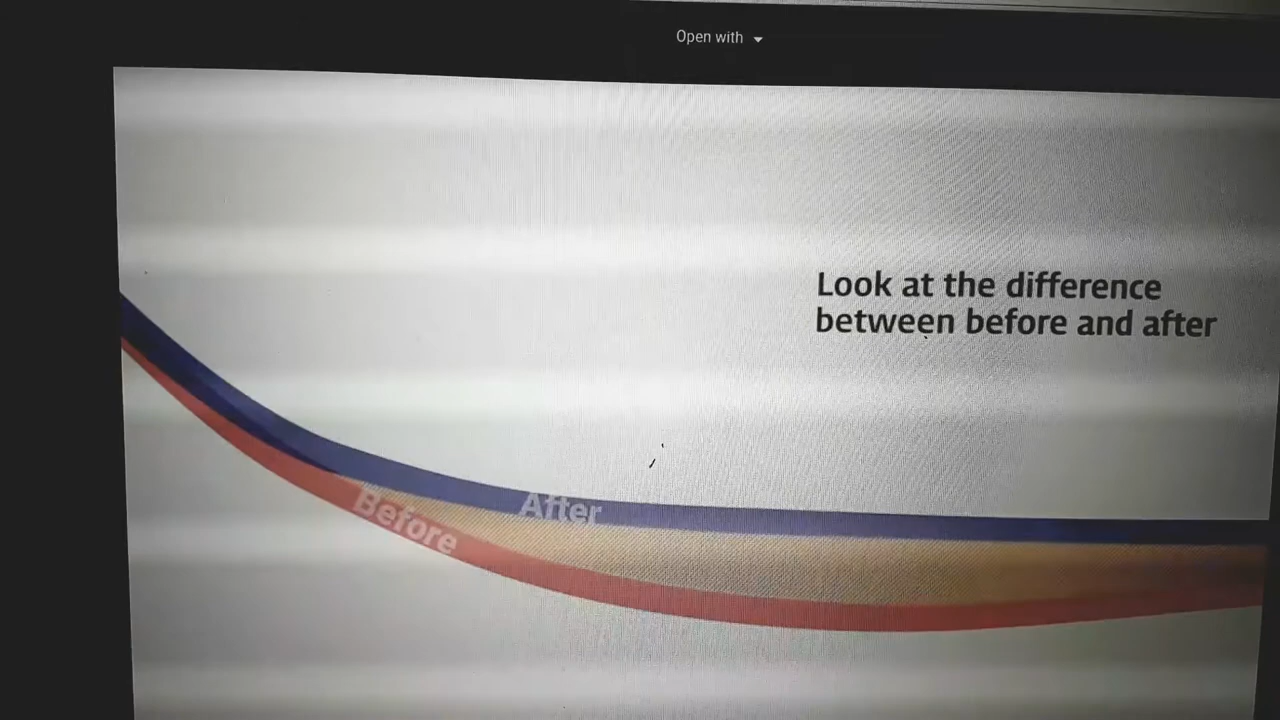 Open with
Look at the difference
between before and after
After
Before